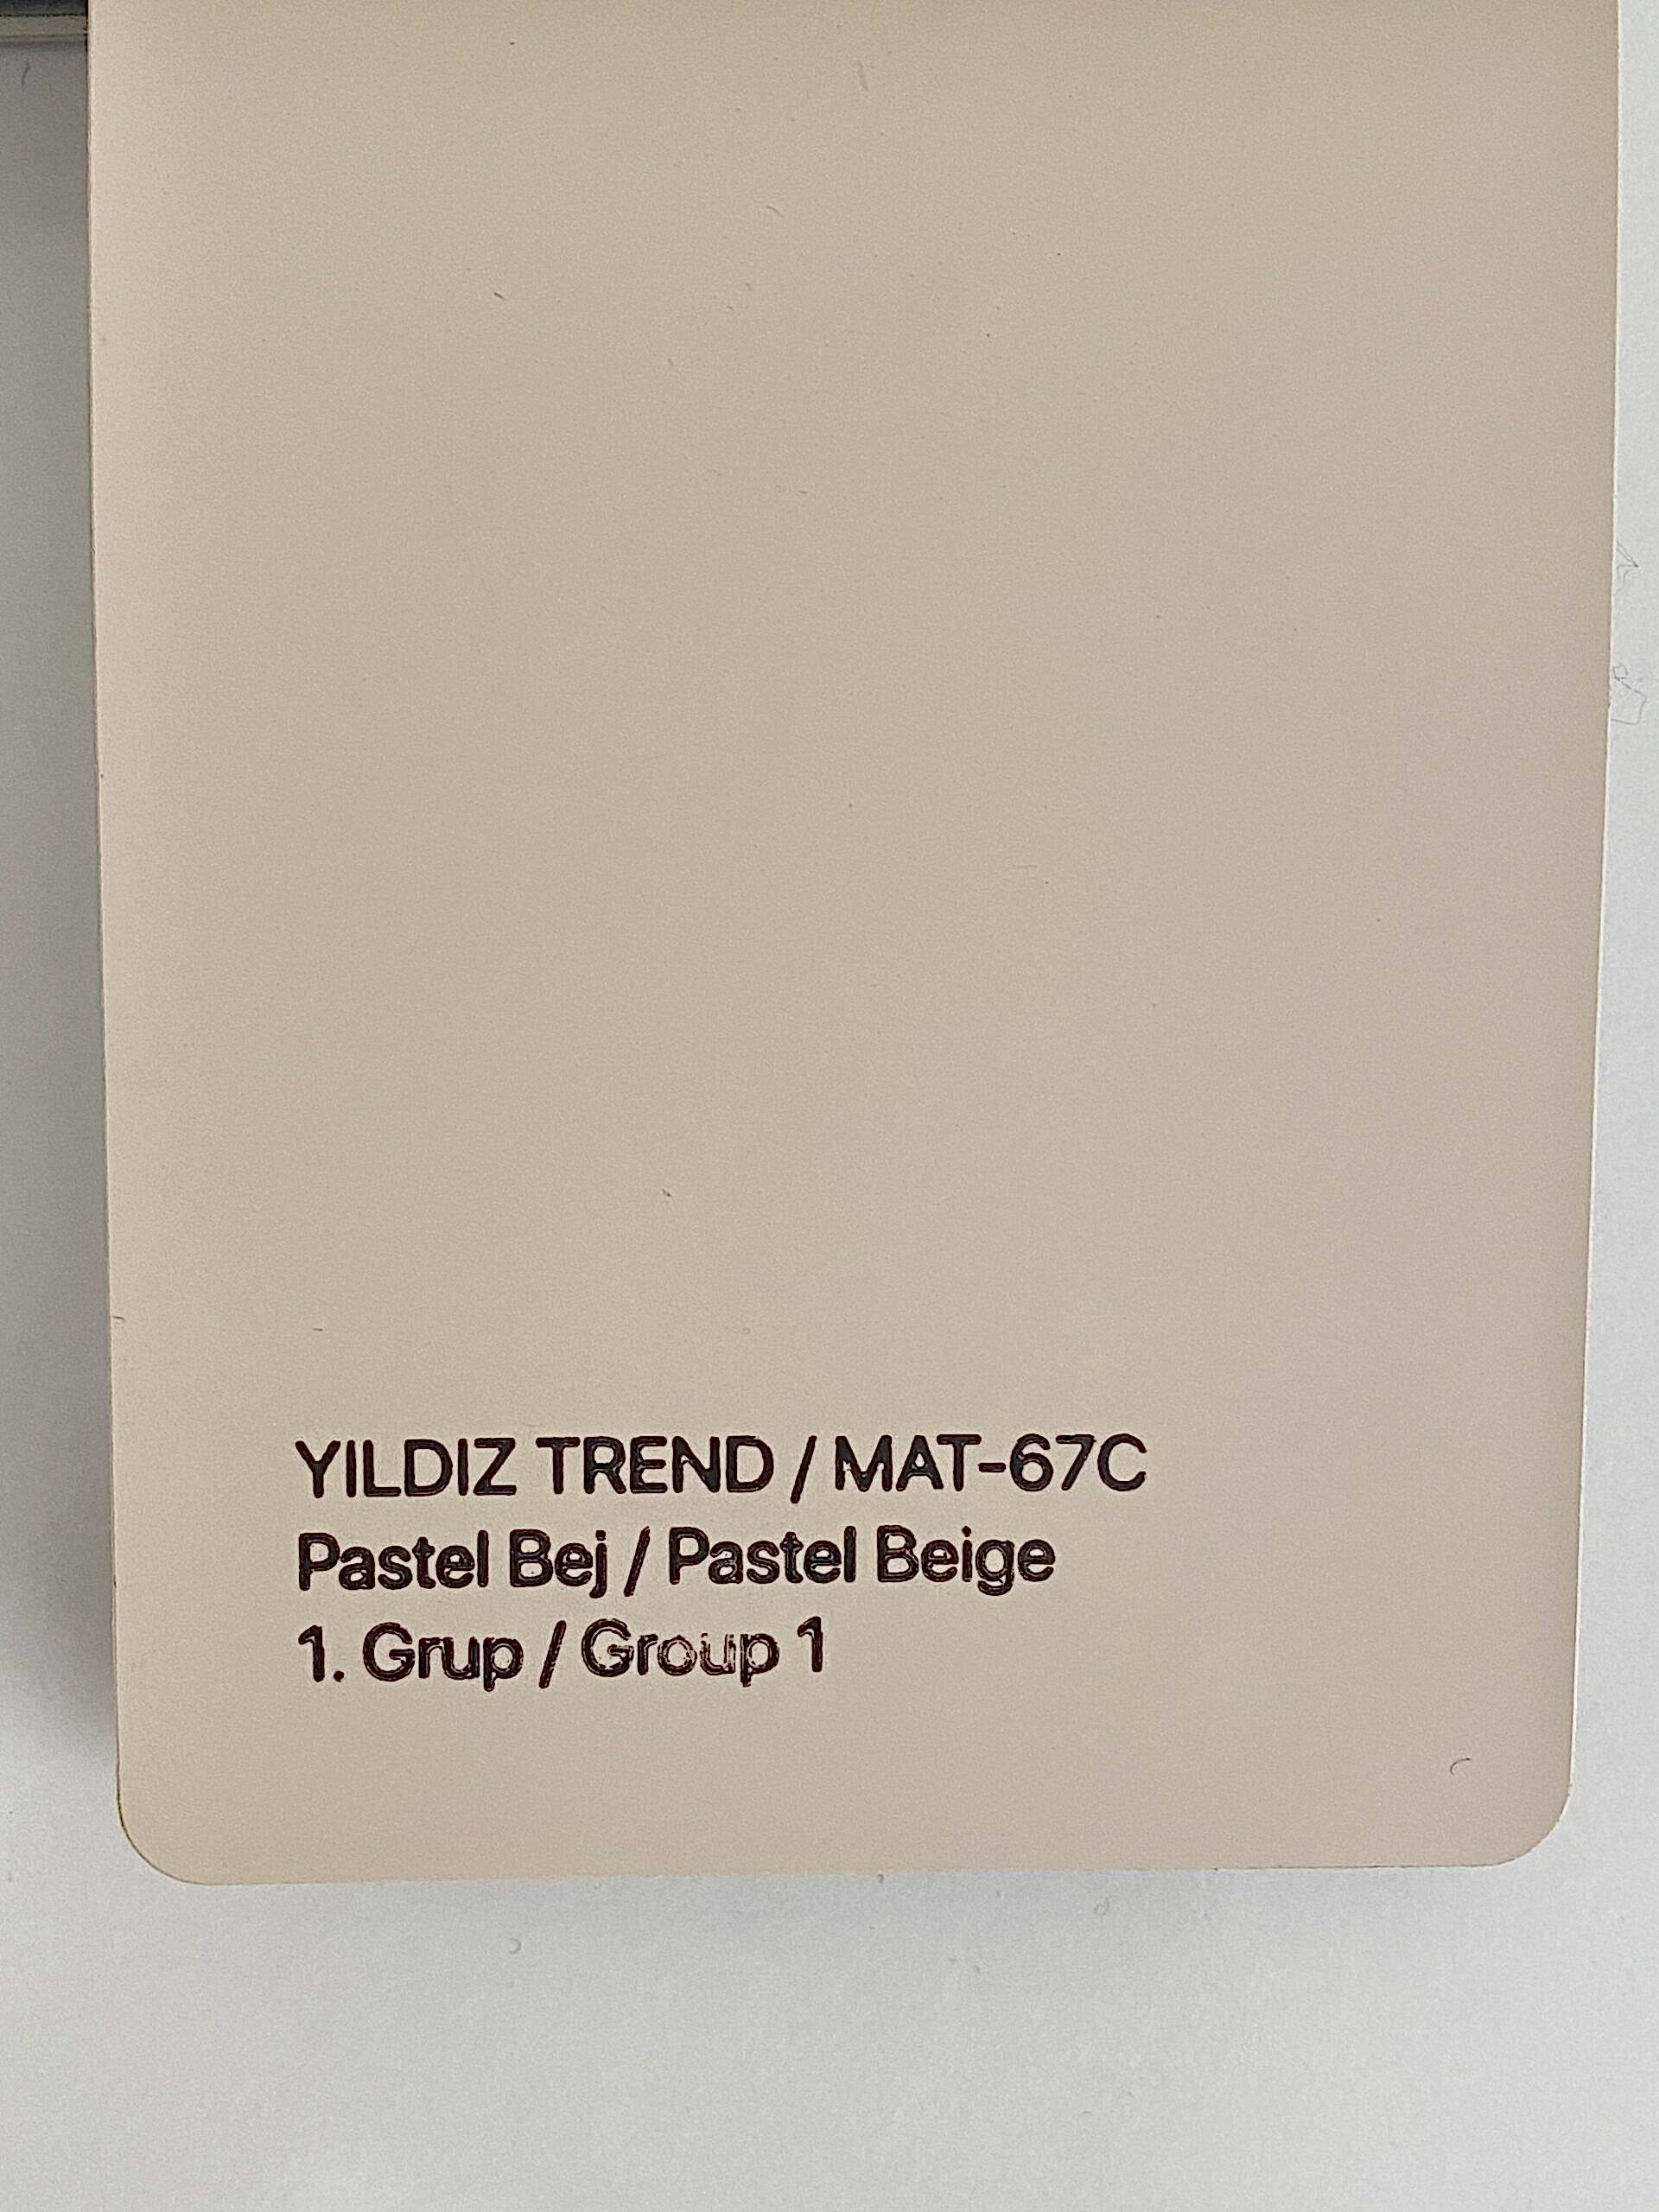 YILDIZ TREND / MAT-67C
Pastel Bej / Pastel Beige
1. Grup / Group 1